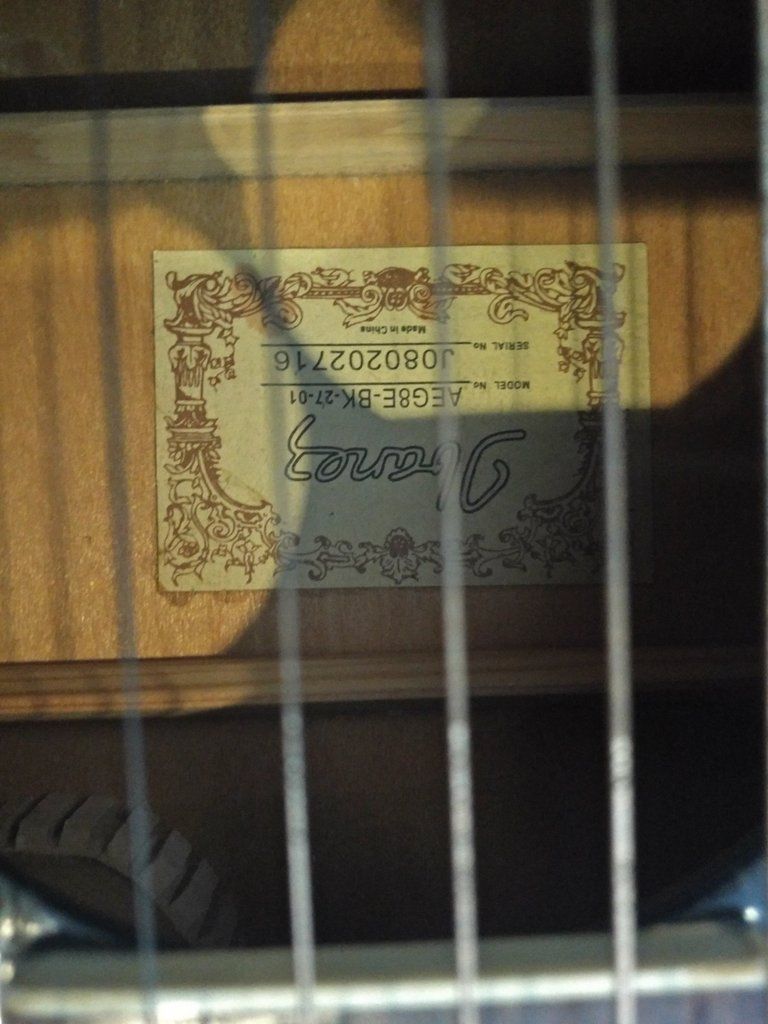 Ibanez
MODEL No. AEG8E-BK-27-01
SERIAL No. J080202716
Made in China